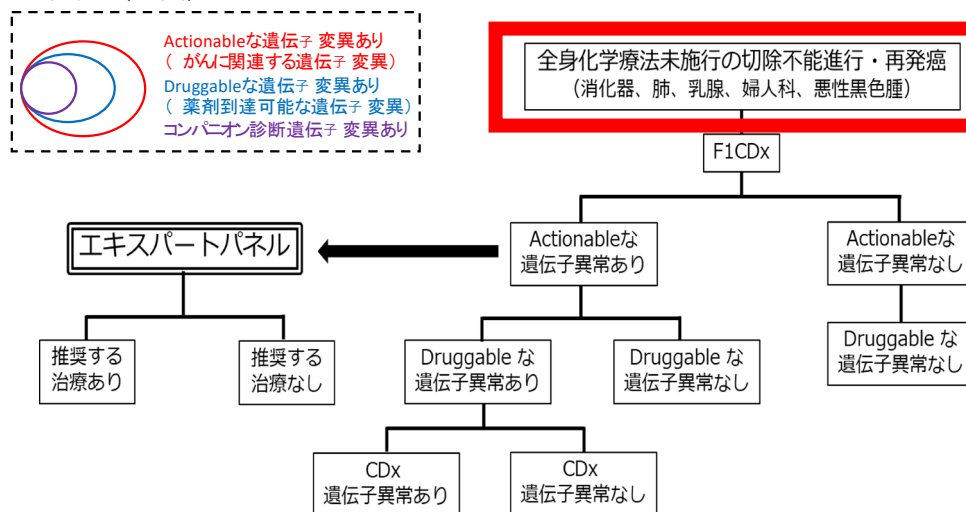 Actionableな遺伝子 変異あり
( がんに関連する遺伝子 変異)
Druggableな遺伝子 変異あり
( 薬剤到達可能な遺伝子 変異)
コンパニオン診断遺伝子 変異あり
全身化学療法未施行の切除不能進行・再発癌
(消化器、肺、乳腺、婦人科、悪性黒色腫)
F1CDx
エキスパートパネル
Actionableな
遺伝子異常あり
Actionableな
遺伝子異常なし
推奨する
治療あり
推奨する
治療なし
Druggable な
遺伝子異常あり
Druggable な
遺伝子異常なし
Druggable な
遺伝子異常なし
CDx
遺伝子異常あり
CDx
遺伝子異常なし